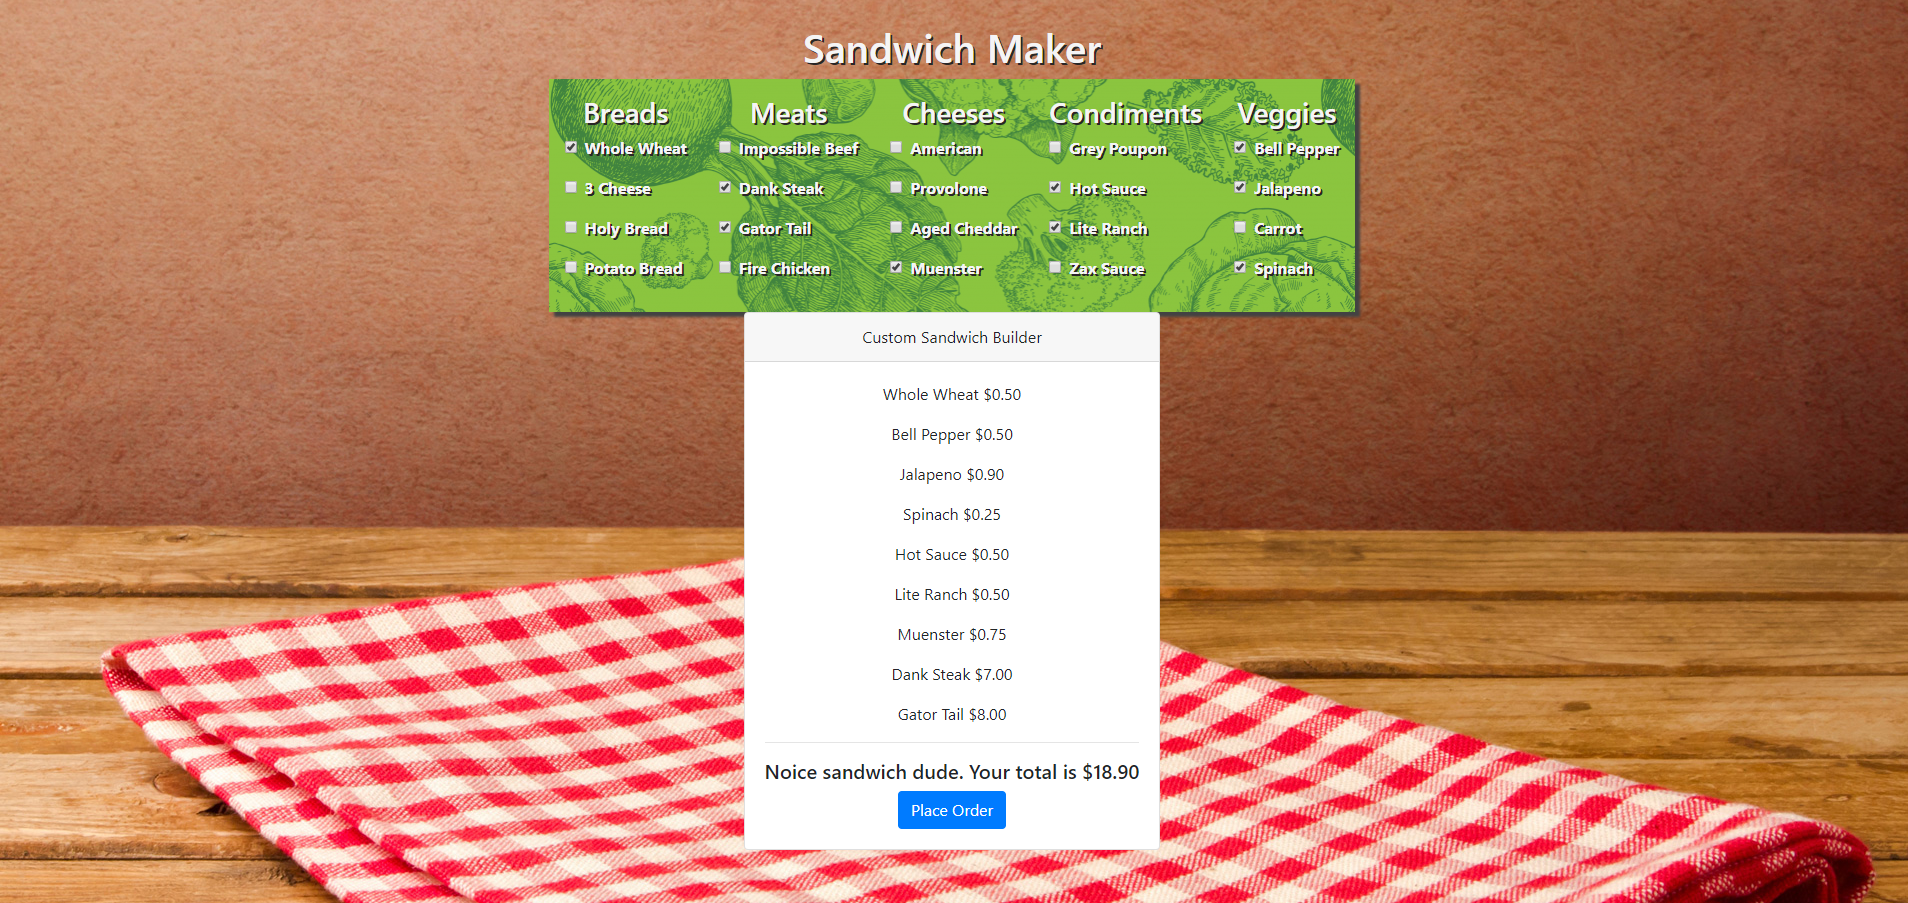 Sandwich Maker
Breads Meats Cheeses Condiments Veggies
Whole Wheat Impossible Beef American Grey Poupon Bell Pepper
3 Cheese Dank Steak Provolone Hot Sauce Jalapeno
Holy Bread Gator Tail Aged Cheddar Lite Ranch Carrot
Potato Bread Fire Chicken Muenster Zax Sauce Spinach
Custom Sandwich Builder
Whole Wheat $0.50
Bell Pepper $0.50
Jalapeno $0.90
Spinach $0.25
Hot Sauce $0.50
Lite Ranch $0.50
Muenster $0.75
Dank Steak $7.00
Gator Tail $8.00
Noice sandwich dude. Your total is $18.90
Place Order